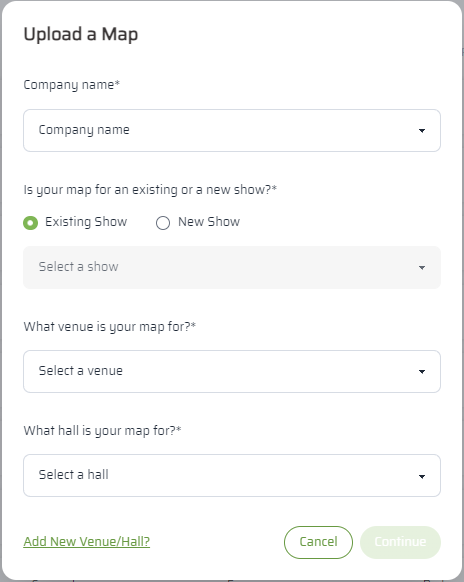 Upload a Map
Company name*
Company name
Is your map for an existing or a new show?*
Existing Show New Show
Select a show
What venue is your map for?*
Select a venue
What hall is your map for?*
Select a hall
Add New Venue/Hall? Cancel Continue